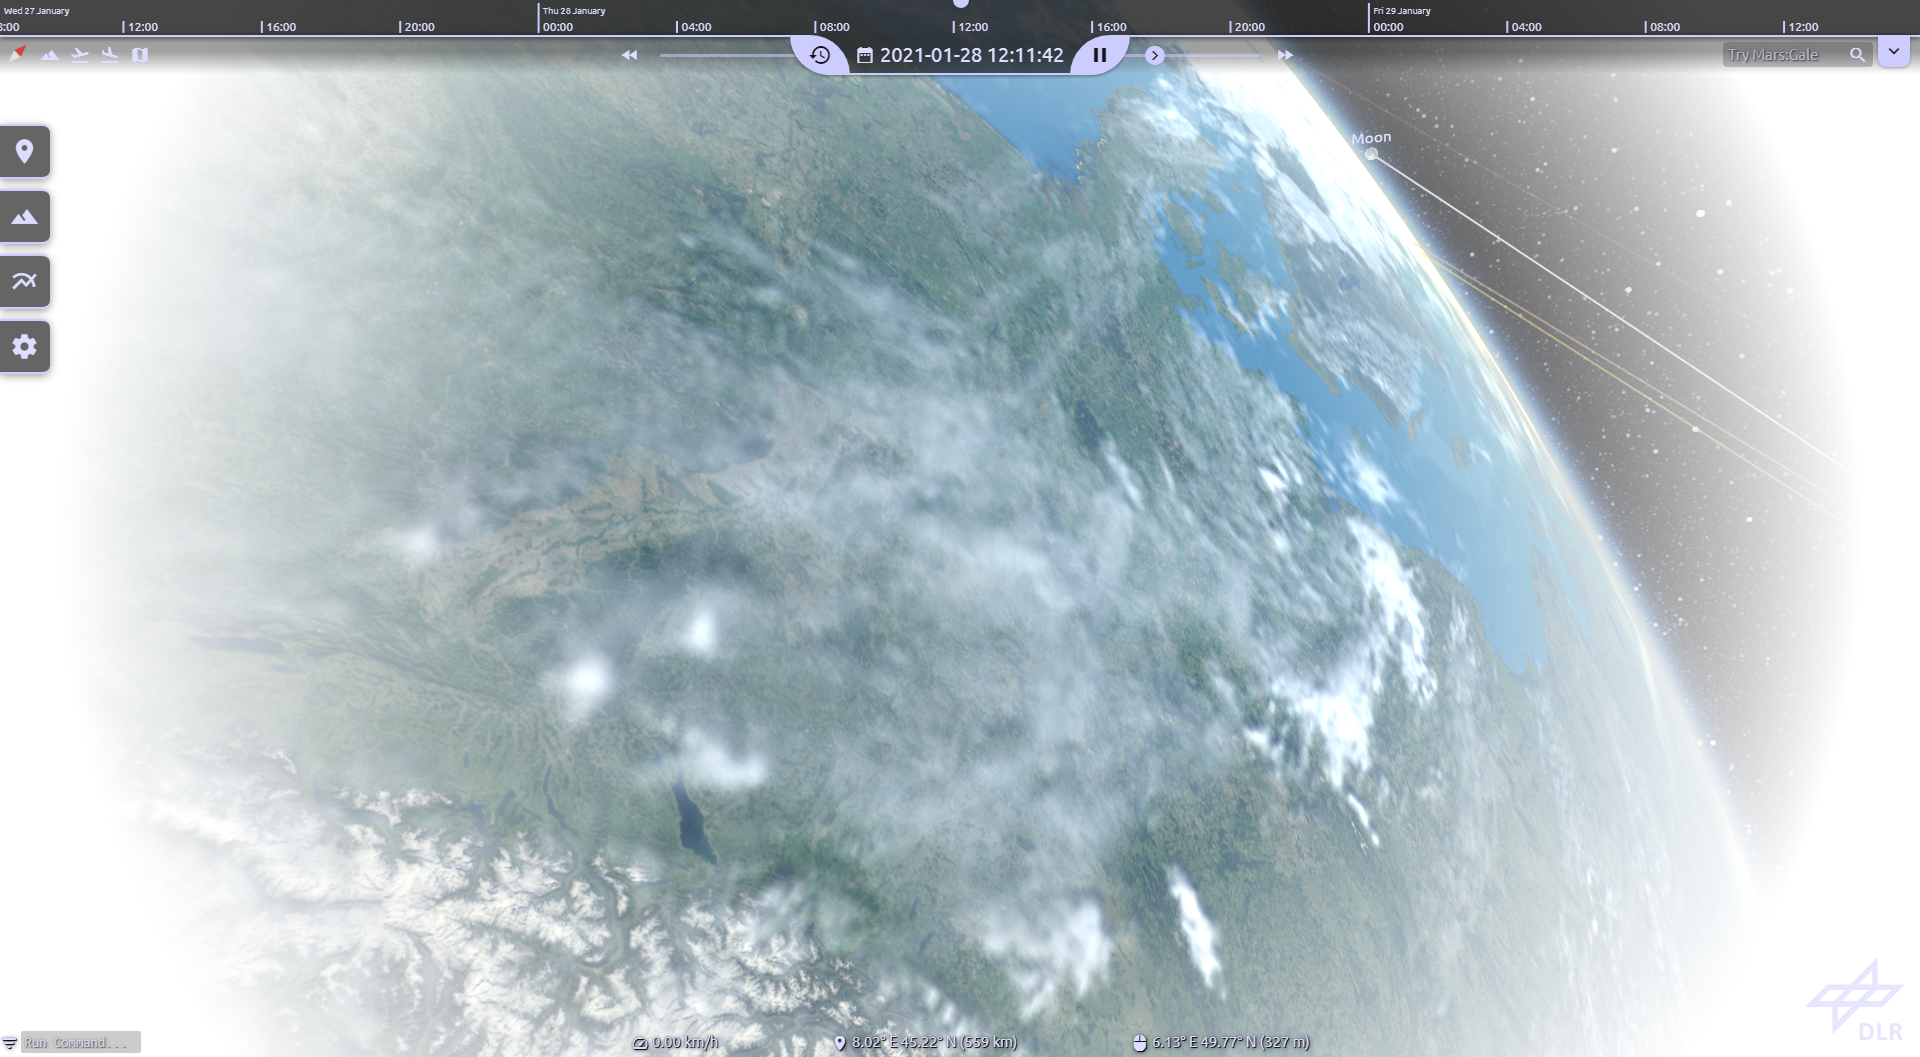 Wed 27 January
Thu 28 January
Fri 29 January
8:00 12:00 16:00 20:00 00:00 04:00 08:00 12:00 16:00 20:00 00:00 04:00 08:00 12:00
2021-01-28 12:11:42
Try Mars:Gale
Moon
DLR
Run Command...
0.00 km/h
8.02° E 45.22° N (559 km)
6.13° E 49.77° N (327 m)